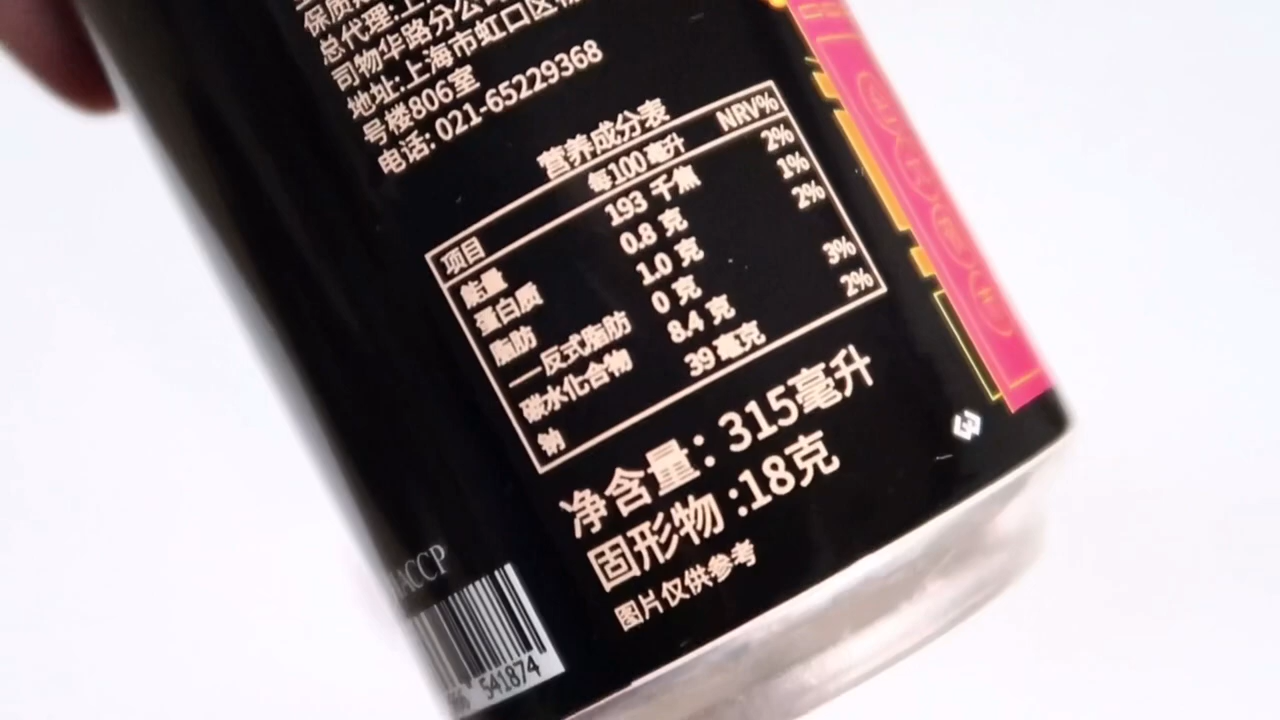 保质
总代理:上
司物华路分公
地址:上海市虹口区
号楼806室
电话: 021-65229368
营养成分表
项目 每100毫升 NRV%
能量 193 千焦 2%
蛋白质 0.8 克 1%
脂肪 1.0 克 2%
—反式脂肪 0 克
碳水化合物 8.4 克 3%
钠 39 毫克 2%
净含量: 315毫升
固形物:18克
图片仅供参考
ACCP
541874